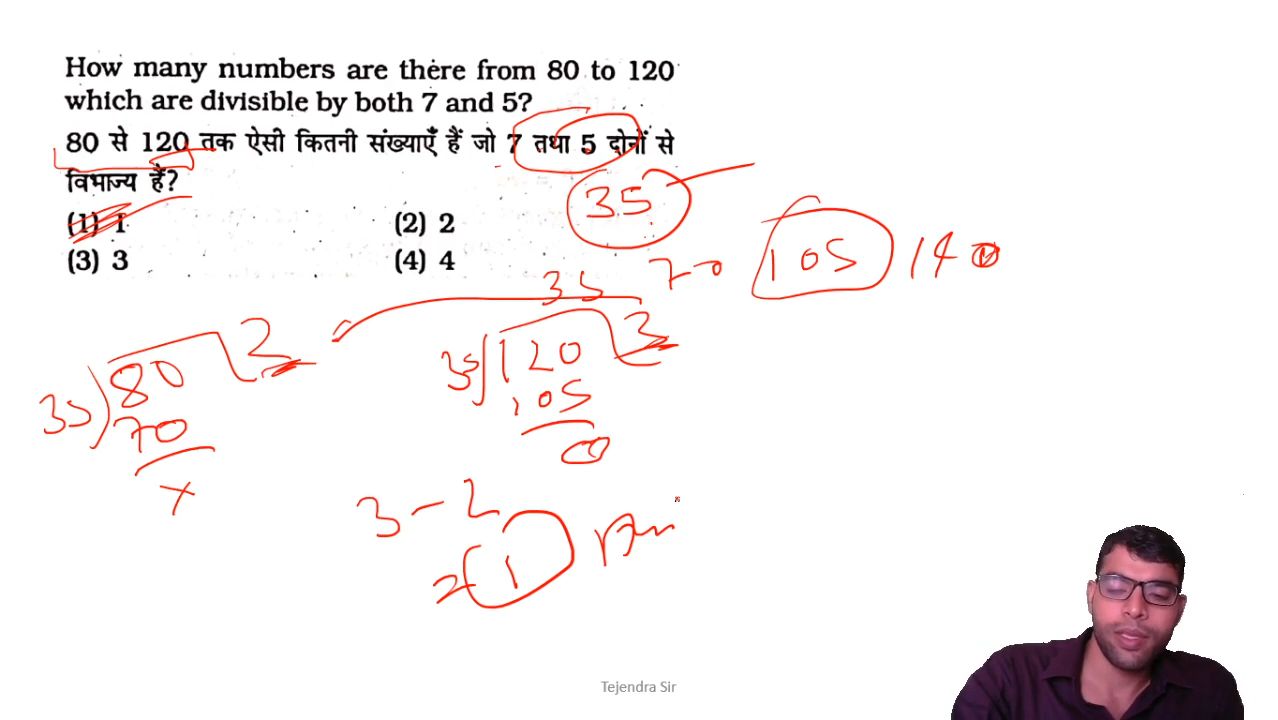 How many numbers are there from 80 to 120
which are divisible by both 7 and 5?
80 से 120 तक ऐसी कितनी संख्याएँ हैं जो 7 तथा 5 दोनों से
विभाज्य हैं?
(1) 1 (2) 2
(3) 3 (4) 4
35
35 70 105 140
35 80 2
70
35 120 3
105
3 - 2
1
Tejendra Sir